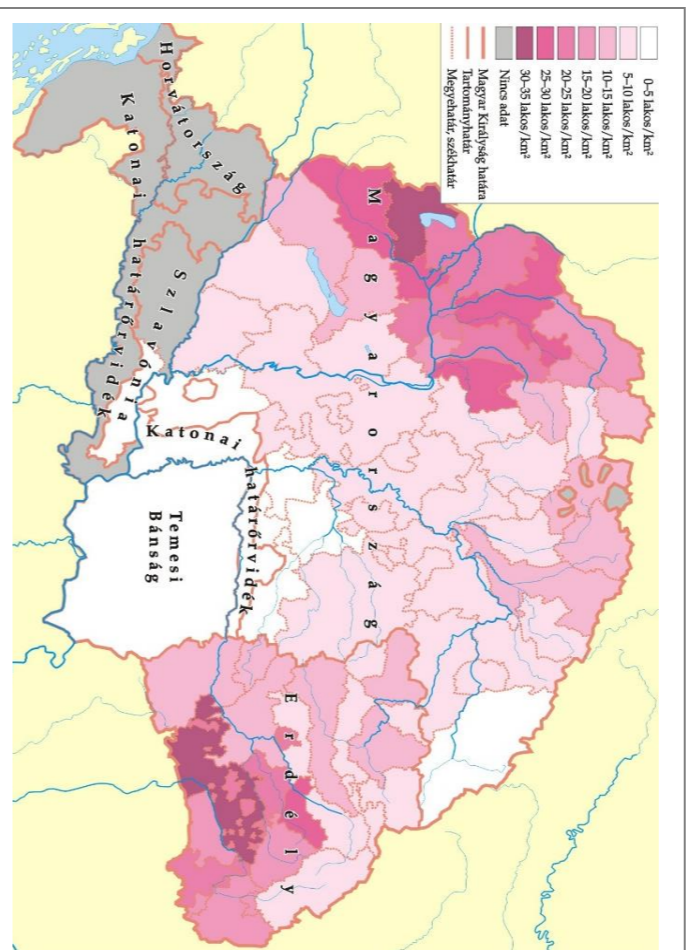 0–5 lakos/km²
5–10 lakos/km²
10–15 lakos/km²
15–20 lakos/km²
20–25 lakos/km²
25–30 lakos/km²
30–35 lakos/km²
Nincs adat
Magyar Királyság határa
Tartományhatár
Megyehatár, székhatár
Magyarország
Erdély
Horvátország
Katonai határőrvidék
Szlavónia
Katonai határőrvidék
Temesi
Bánság